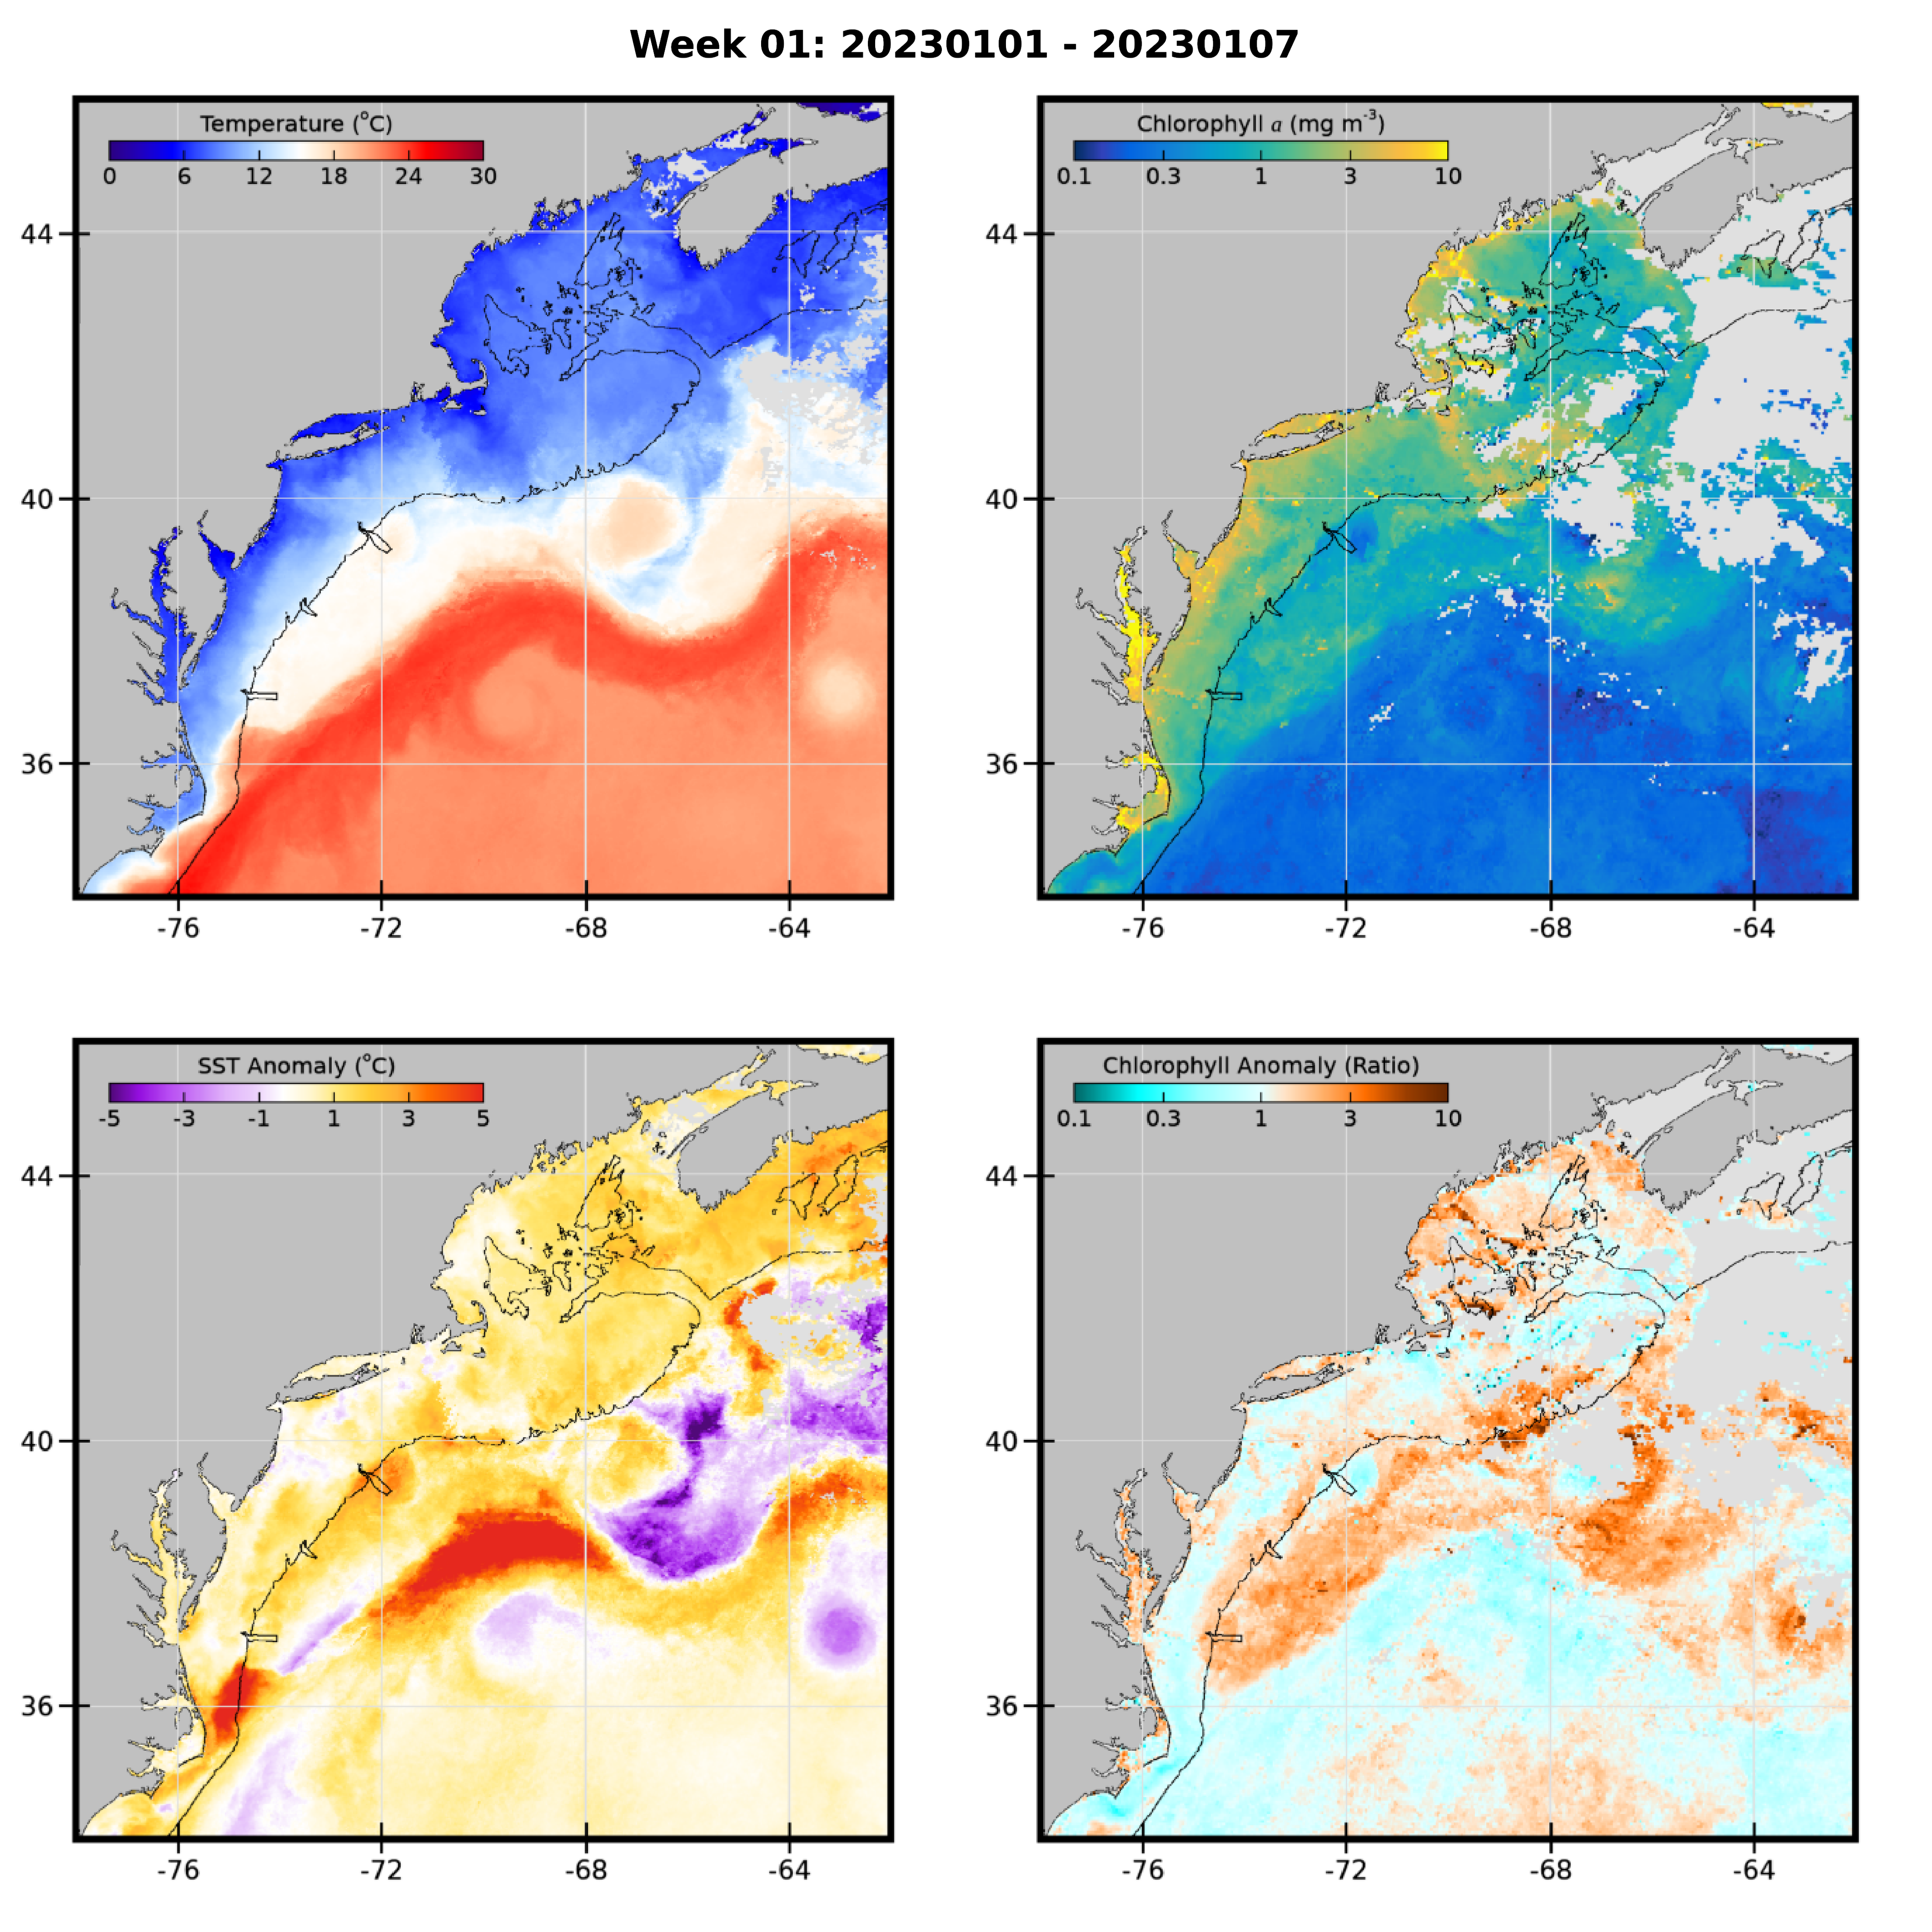 Week 01: 20230101 - 20230107
Temperature (°C)
0 6 12 18 24 30
44
40
36
-76 -72 -68 -64
Chlorophyll a (mg m⁻³)
0.1 0.3 1 3 10
44
40
36
-76 -72 -68 -64
SST Anomaly (°C)
-5 -3 -1 1 3 5
44
40
36
-76 -72 -68 -64
Chlorophyll Anomaly (Ratio)
0.1 0.3 1 3 10
44
40
36
-76 -72 -68 -64